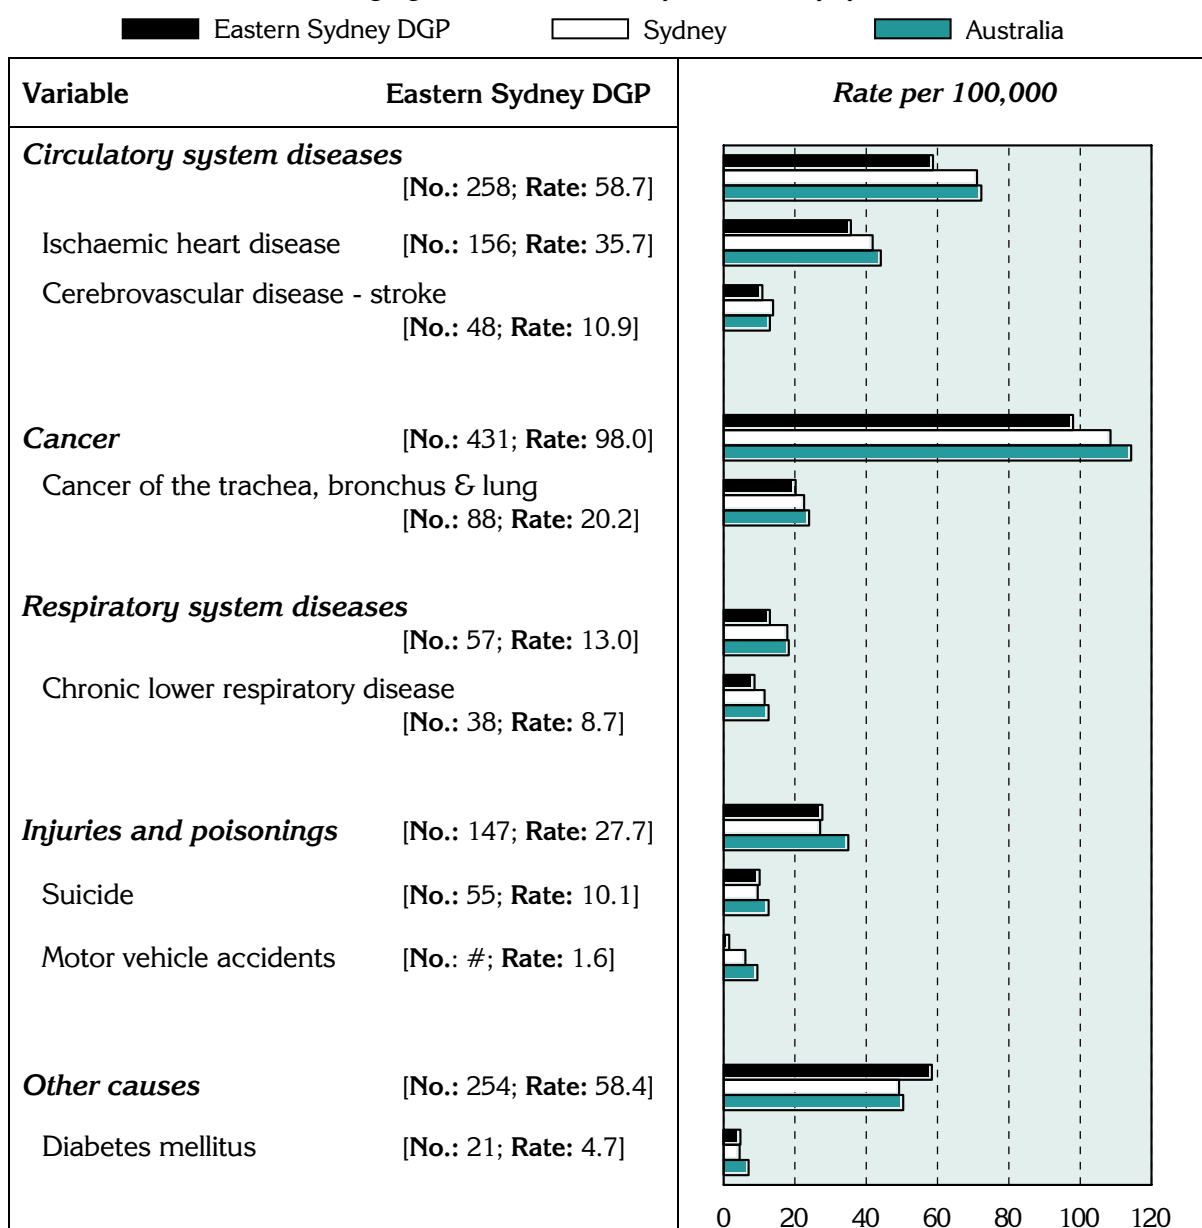 Eastern Sydney DGP Sydney Australia
Variable Eastern Sydney DGP Rate per 100,000
Circulatory system diseases
[No.: 258; Rate: 58.7]
Ischaemic heart disease [No.: 156; Rate: 35.7]
Cerebrovascular disease - stroke
[No.: 48; Rate: 10.9]
Cancer [No.: 431; Rate: 98.0]
Cancer of the trachea, bronchus & lung
[No.: 88; Rate: 20.2]
Respiratory system diseases
[No.: 57; Rate: 13.0]
Chronic lower respiratory disease
[No.: 38; Rate: 8.7]
Injuries and poisonings [No.: 147; Rate: 27.7]
Suicide [No.: 55; Rate: 10.1]
Motor vehicle accidents [No.: #; Rate: 1.6]
Other causes [No.: 254; Rate: 58.4]
Diabetes mellitus [No.: 21; Rate: 4.7]
0 20 40 60 80 100 120